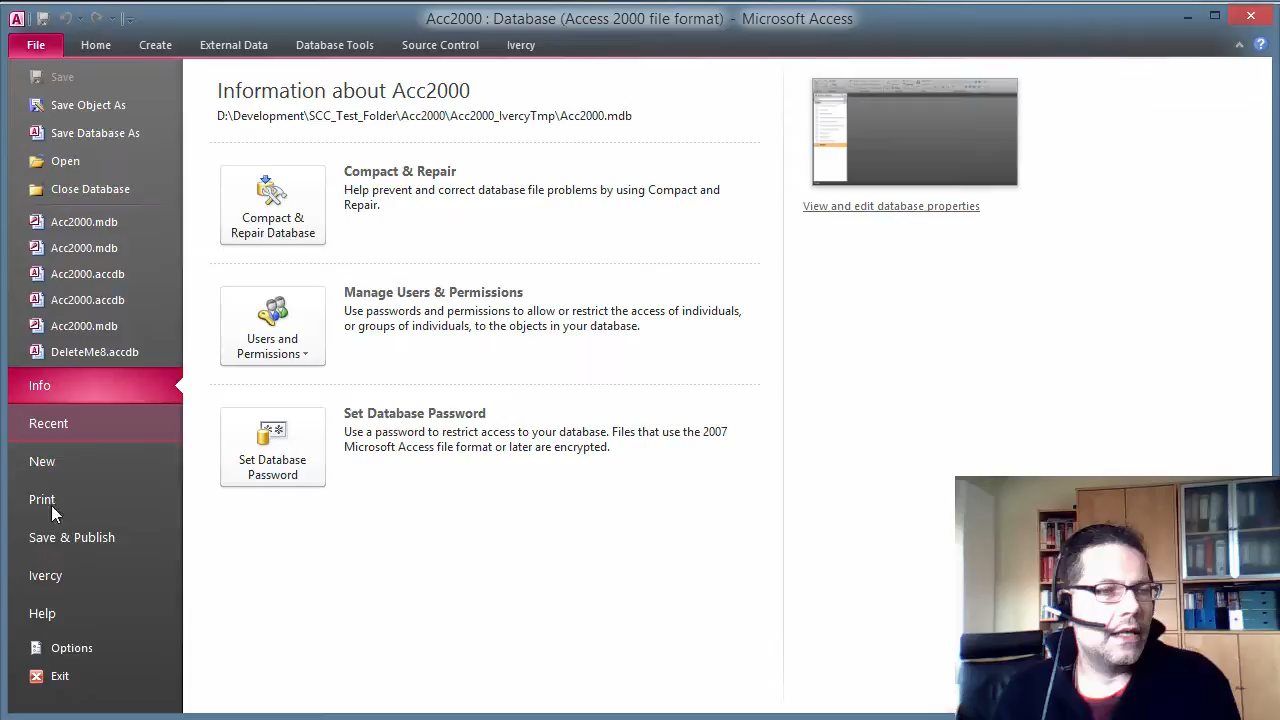 Acc2000 : Database (Access 2000 file format) - Microsoft Access
File Home Create External Data Database Tools Source Control Ivercy
Save
Save Object As
Save Database As
Open
Close Database
Acc2000.mdb
Acc2000.mdb
Acc2000.accdb
Acc2000.accdb
Acc2000.mdb
DeleteMe8.accdb
Info
Recent
New
Print
Save & Publish
Ivercy
Help
Options
Exit
Information about Acc2000
D:\Development\SCC_Test_Folder\Acc2000\Acc2000_IvercyTmp\Acc2000.mdb
Compact &
Repair Database
Compact & Repair
Help prevent and correct database file problems by using Compact and
Repair.
Users and
Permissions
Manage Users & Permissions
Use passwords and permissions to allow or restrict the access of individuals,
or groups of individuals, to the objects in your database.
Set Database
Password
Set Database Password
Use a password to restrict access to your database. Files that use the 2007
Microsoft Access file format or later are encrypted.
View and edit database properties